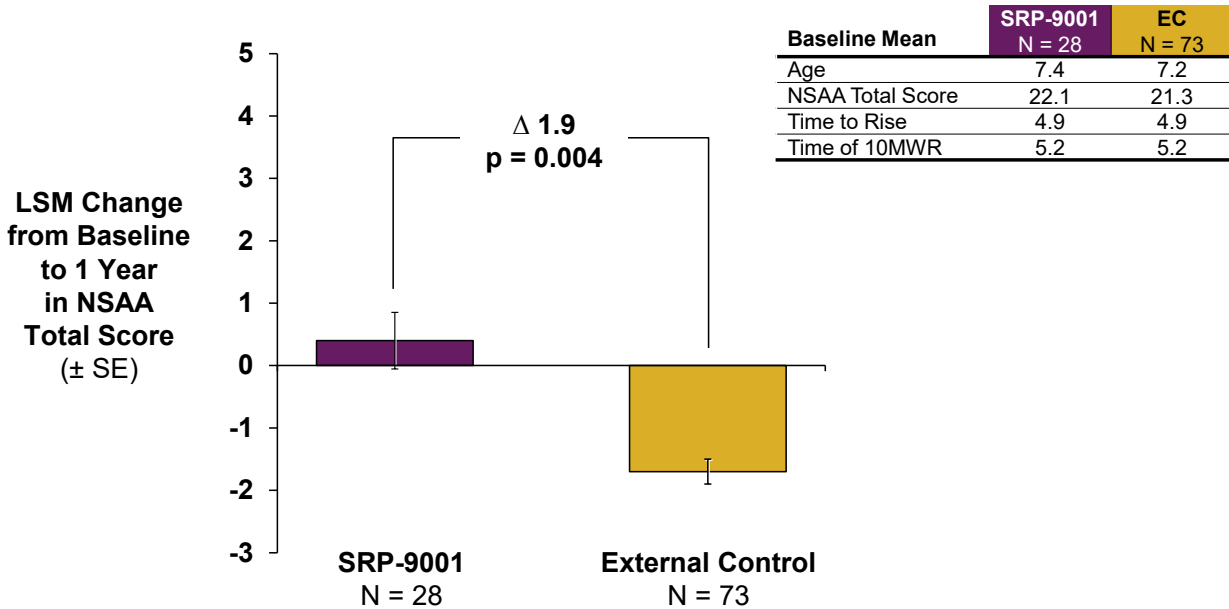 SRP-9001 EC
Baseline Mean N = 28 N = 73
Age 7.4 7.2
NSAA Total Score 22.1 21.3
Time to Rise 4.9 4.9
Time of 10MWR 5.2 5.2
5
4
3
2
1
0
-1
-2
-3
Δ 1.9
p = 0.004
LSM Change
from Baseline
to 1 Year
in NSAA
Total Score
(± SE)
SRP-9001
N = 28
External Control
N = 73